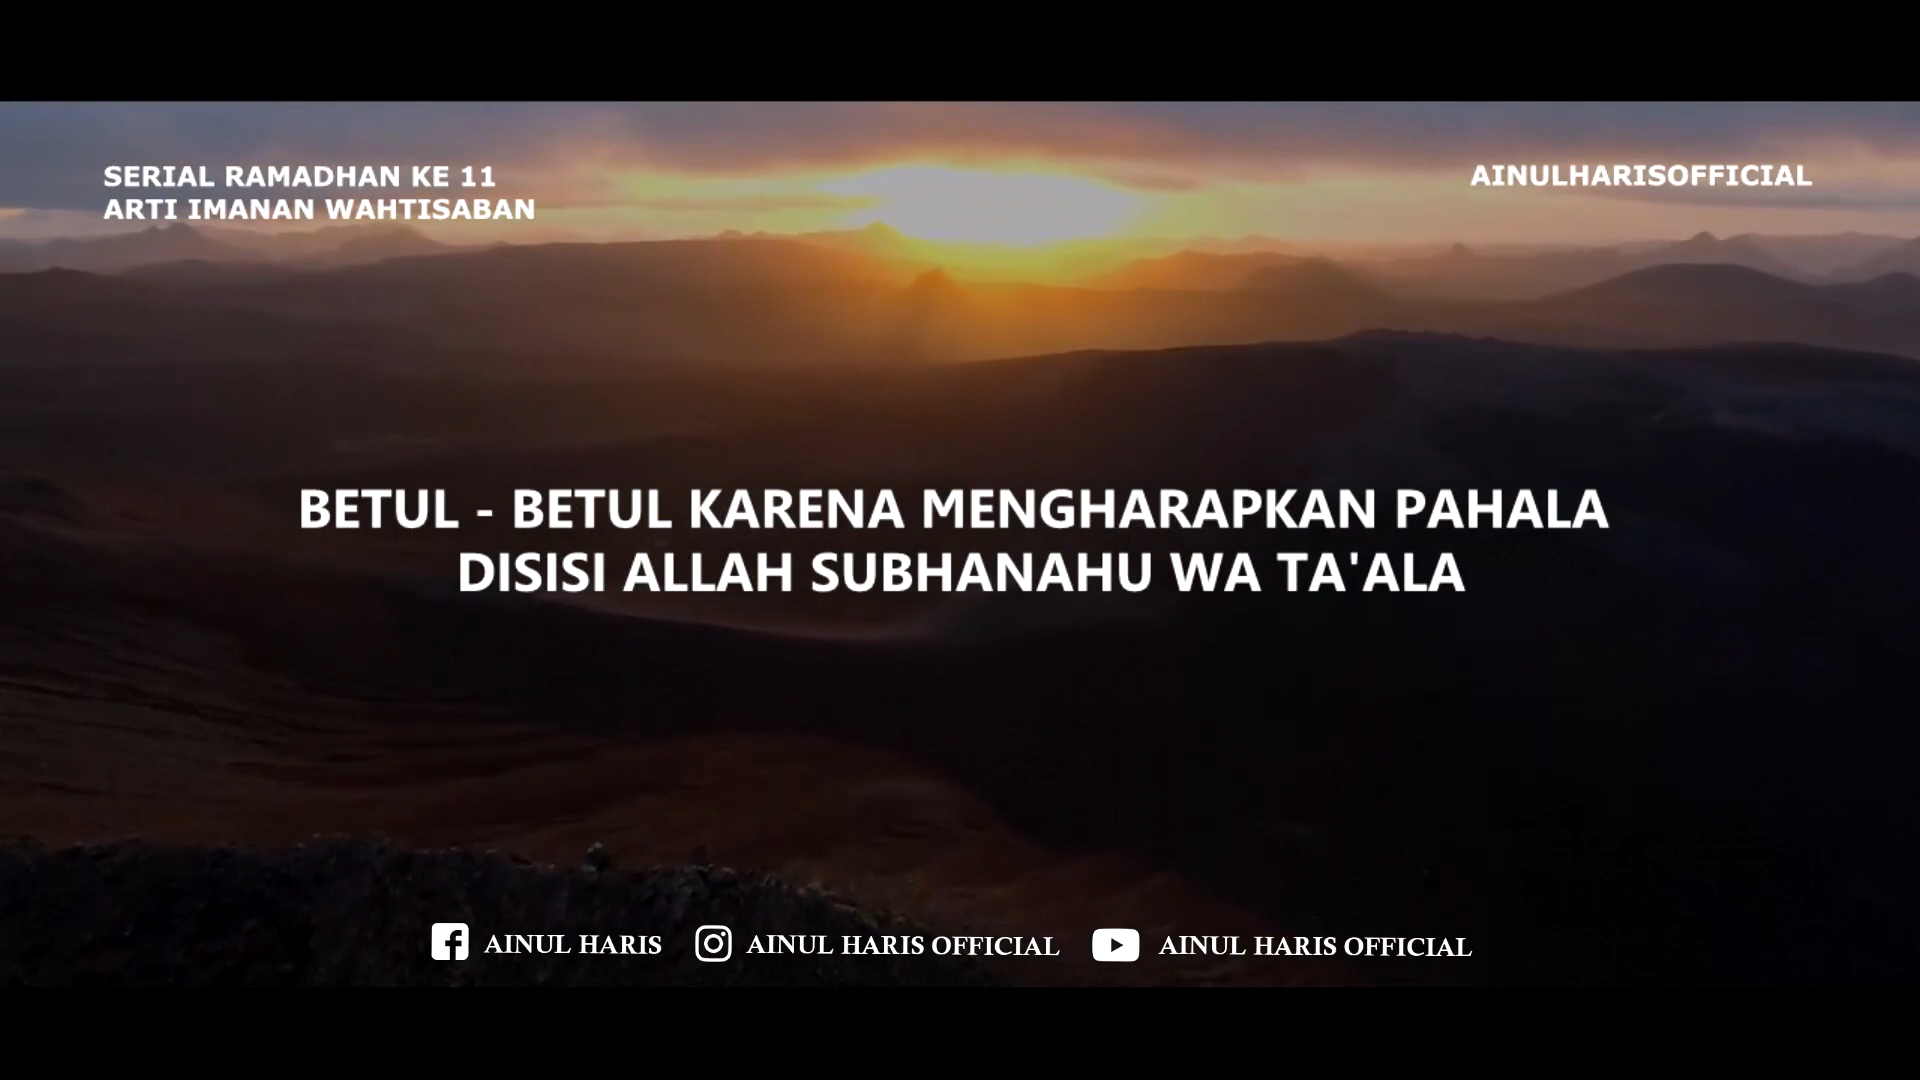 SERIAL RAMADHAN KE 11
ARTI IMANAN WAHTISABAN
AINULHARISOFFICIAL
BETUL - BETUL KARENA MENGHARAPKAN PAHALA
DISISI ALLAH SUBHANAHU WA TA'ALA
AINUL HARIS
AINUL HARIS OFFICIAL
AINUL HARIS OFFICIAL